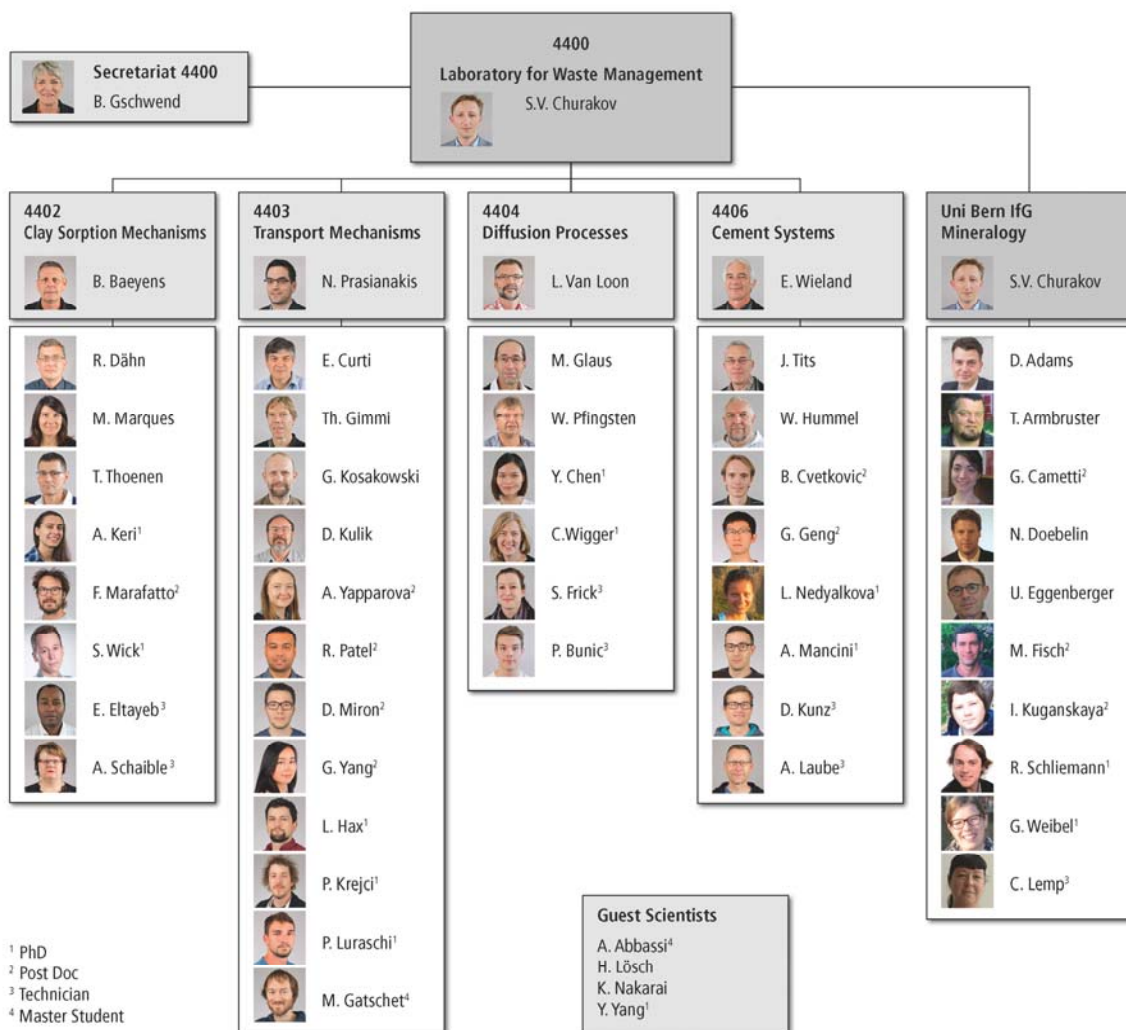 4400
Laboratory for Waste Management
S.V. Churakov
Secretariat 4400
B. Gschwend
4402
Clay Sorption Mechanisms
B. Baeyens
R. Dähn
M. Marques
T. Thoenen
A. Keri¹
F. Marafatto²
S. Wick¹
E. Eltayeb³
A. Schaible³
4403
Transport Mechanisms
N. Prasianakis
E. Curti
Th. Gimmi
G. Kosakowski
D. Kulik
A. Yapparova²
R. Patel²
D. Miron²
G. Yang²
L. Hax¹
P. Krejci¹
P. Luraschi¹
M. Gatschet⁴
4404
Diffusion Processes
L. Van Loon
M. Glaus
W. Pfingsten
Y. Chen¹
C.Wigger¹
S. Frick³
P. Bunic³
4406
Cement Systems
E. Wieland
J. Tits
W. Hummel
B. Cvetkovic²
G. Geng²
L. Nedyalkova¹
A. Mancini¹
D. Kunz³
A. Laube³
Uni Bern IfG
Mineralogy
S.V. Churakov
D. Adams
T. Armbruster
G. Cametti²
N. Doebelin
U. Eggenberger
M. Fisch²
I. Kuganskaya²
R. Schliemann¹
G. Weibel¹
C. Lemp³
Guest Scientists
A. Abbassi⁴
H. Lösch
K. Nakarai
Y. Yang¹
¹ PhD
² Post Doc
³ Technician
⁴ Master Student